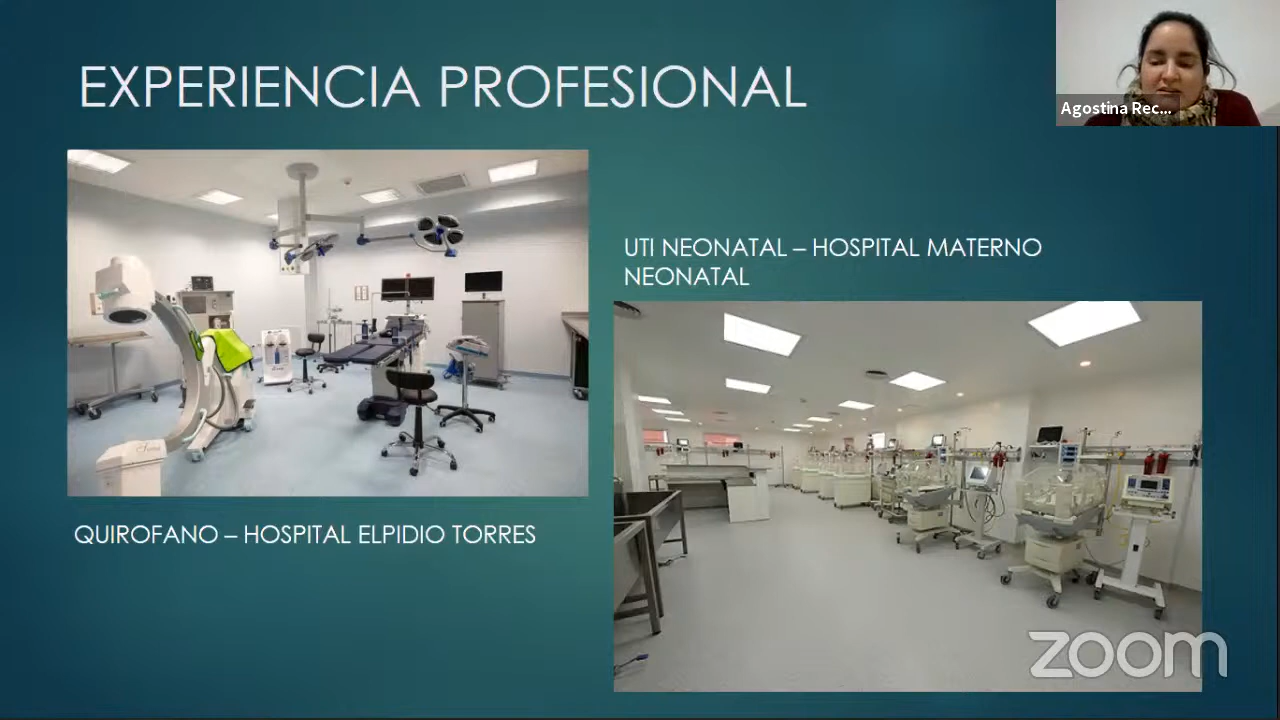 EXPERIENCIA PROFESIONAL
Agostina Rec...
UTI NEONATAL – HOSPITAL MATERNO
NEONATAL
QUIROFANO – HOSPITAL ELPIDIO TORRES
zoom